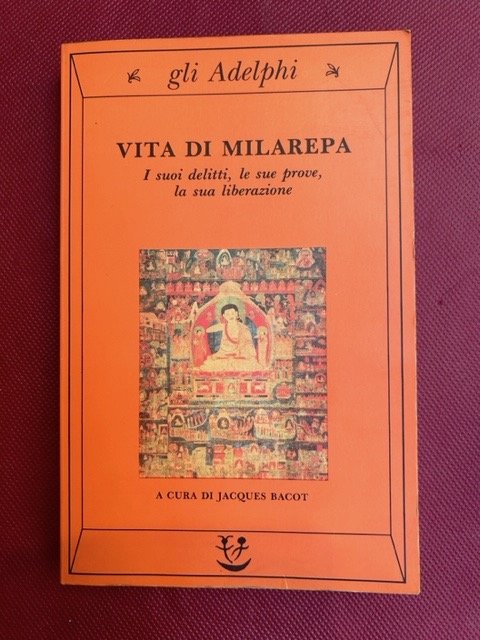 gli Adelphi
VITA DI MILAREPA
I suoi delitti, le sue prove,
la sua liberazione
A CURA DI JACQUES BACOT